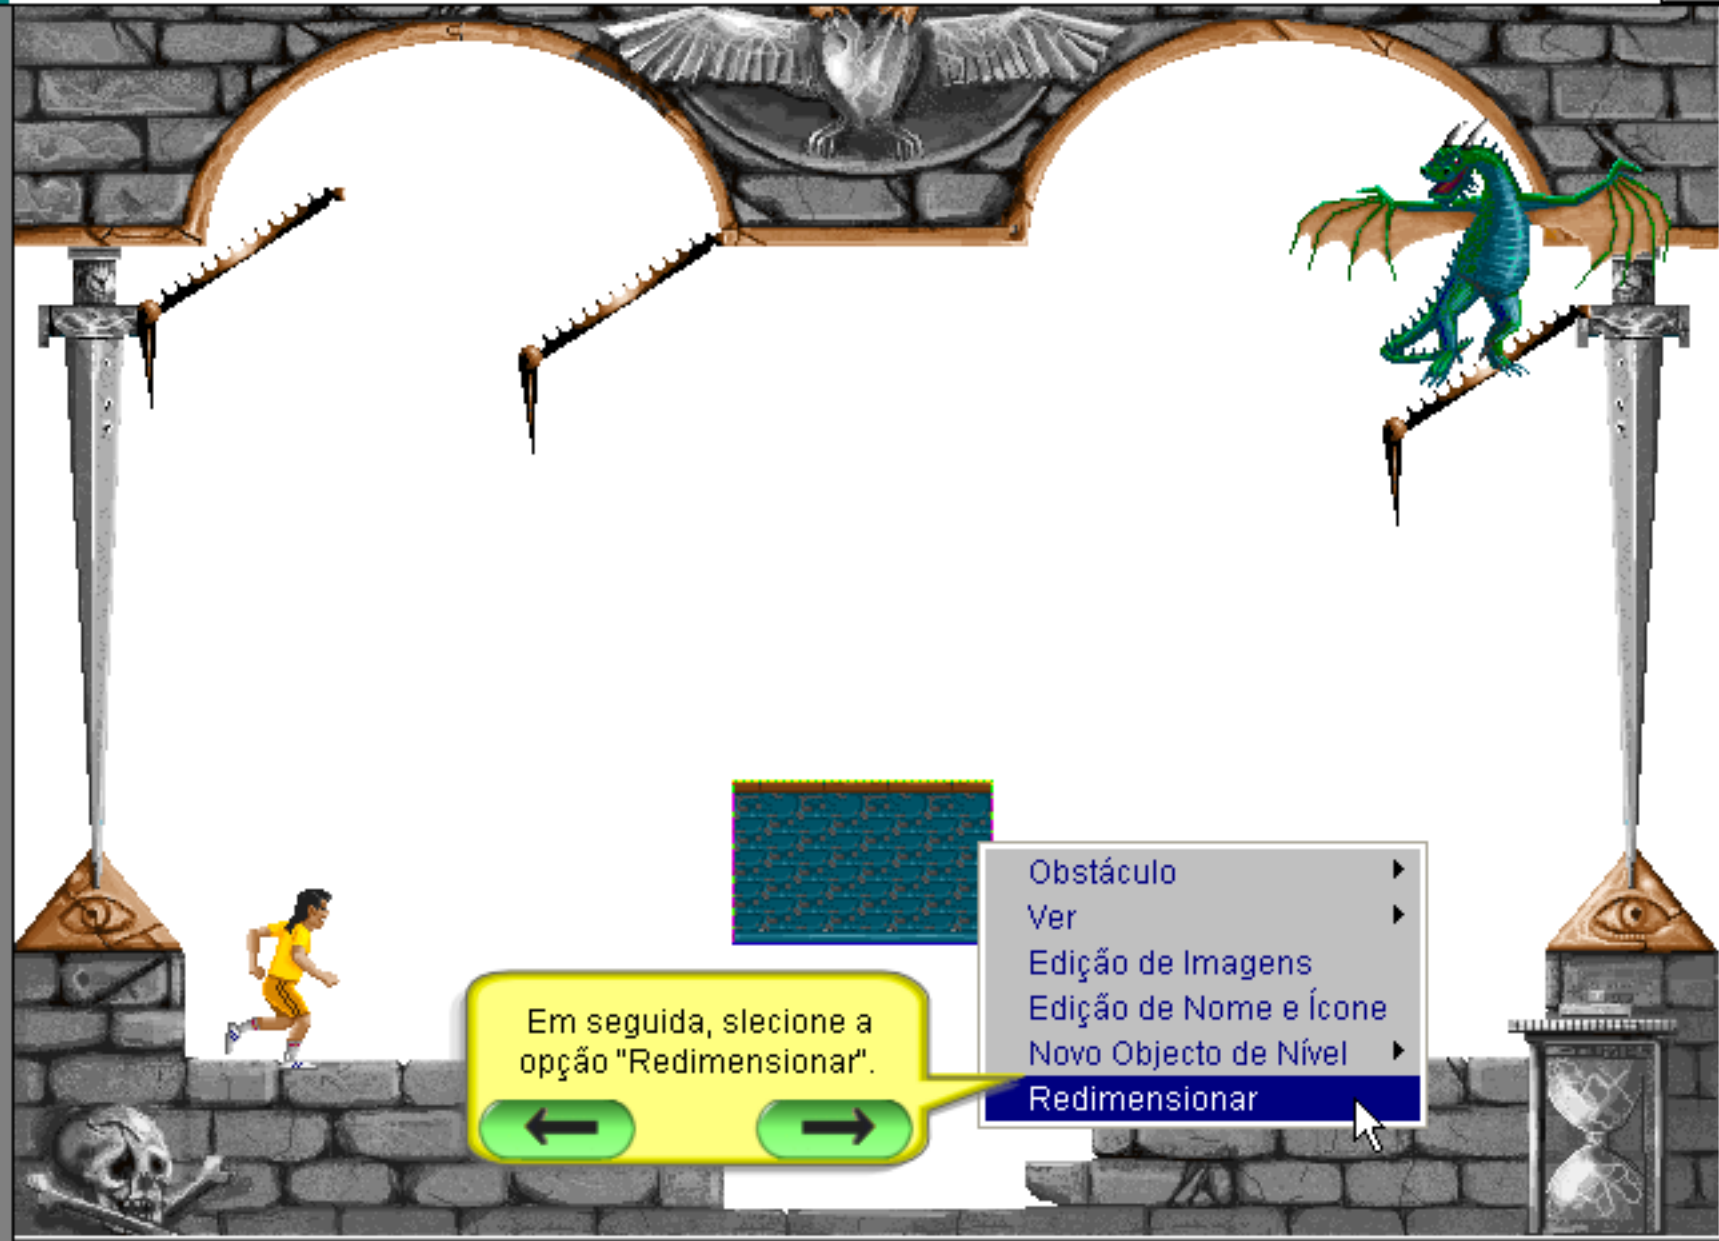 Obstáculo
Ver
Edição de Imagens
Edição de Nome e Ícone
Novo Objecto de Nível
Redimensionar
Em seguida, slecione a
opção "Redimensionar".